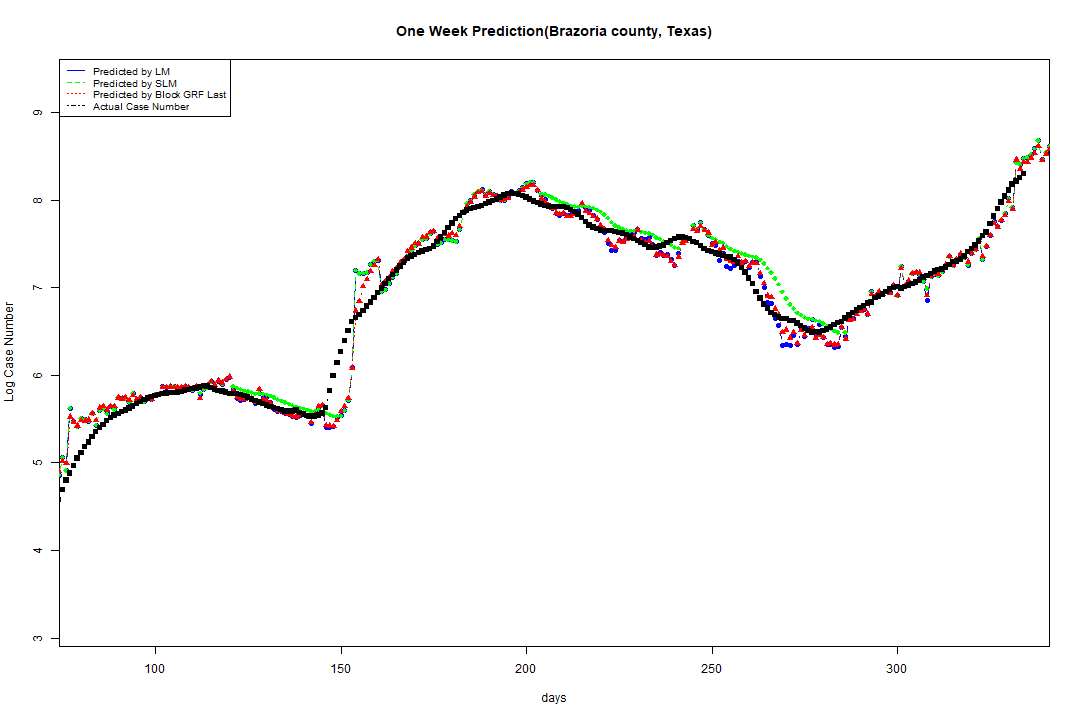 One Week Prediction(Brazoria county, Texas)
Predicted by LM
Predicted by SLM
Predicted by Block GRF Last
Actual Case Number
9
8
7
6
5
4
3
Log Case Number
100 150 200 250 300
days